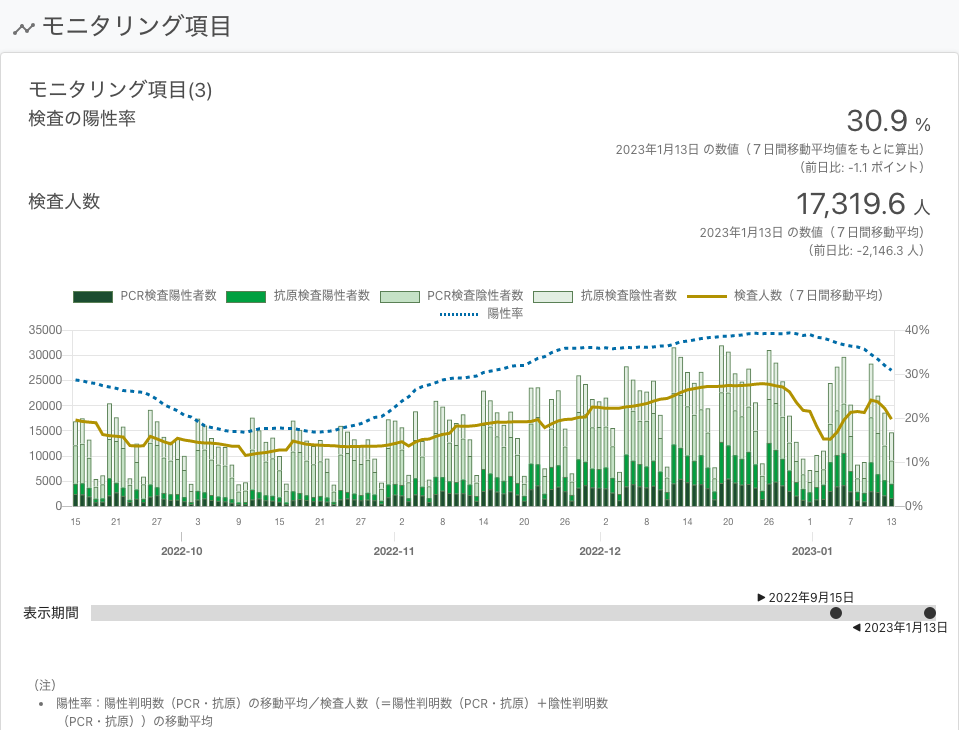 モニタリング項目
モニタリング項目(3)
検査の陽性率
30.9 %
2023年1月13日 の数値（７日間移動平均値をもとに算出）
（前日比: -1.1 ポイント）
検査人数
17,319.6 人
2023年1月13日 の数値（７日間移動平均）
（前日比: -2,146.3 人）
PCR検査陽性者数 抗原検査陽性者数 PCR検査陰性者数 抗原検査陰性者数 検査人数（７日間移動平均）
陽性率
35000 40%
30000
25000 30%
20000 20%
15000
10000 10%
5000
0 0%
15 21 27 3 9 15 21 27 2 8 14 20 26 2 8 14 20 26 1 7 13
2022-10 2022-11 2022-12 2023-01
▶ 2022年9月15日
表示期間
◀ 2023年1月13日
（注）
• 陽性率：陽性判明数（PCR・抗原）の移動平均／検査人数（＝陽性判明数（PCR・抗原）＋陰性判明数
（PCR・抗原））の移動平均